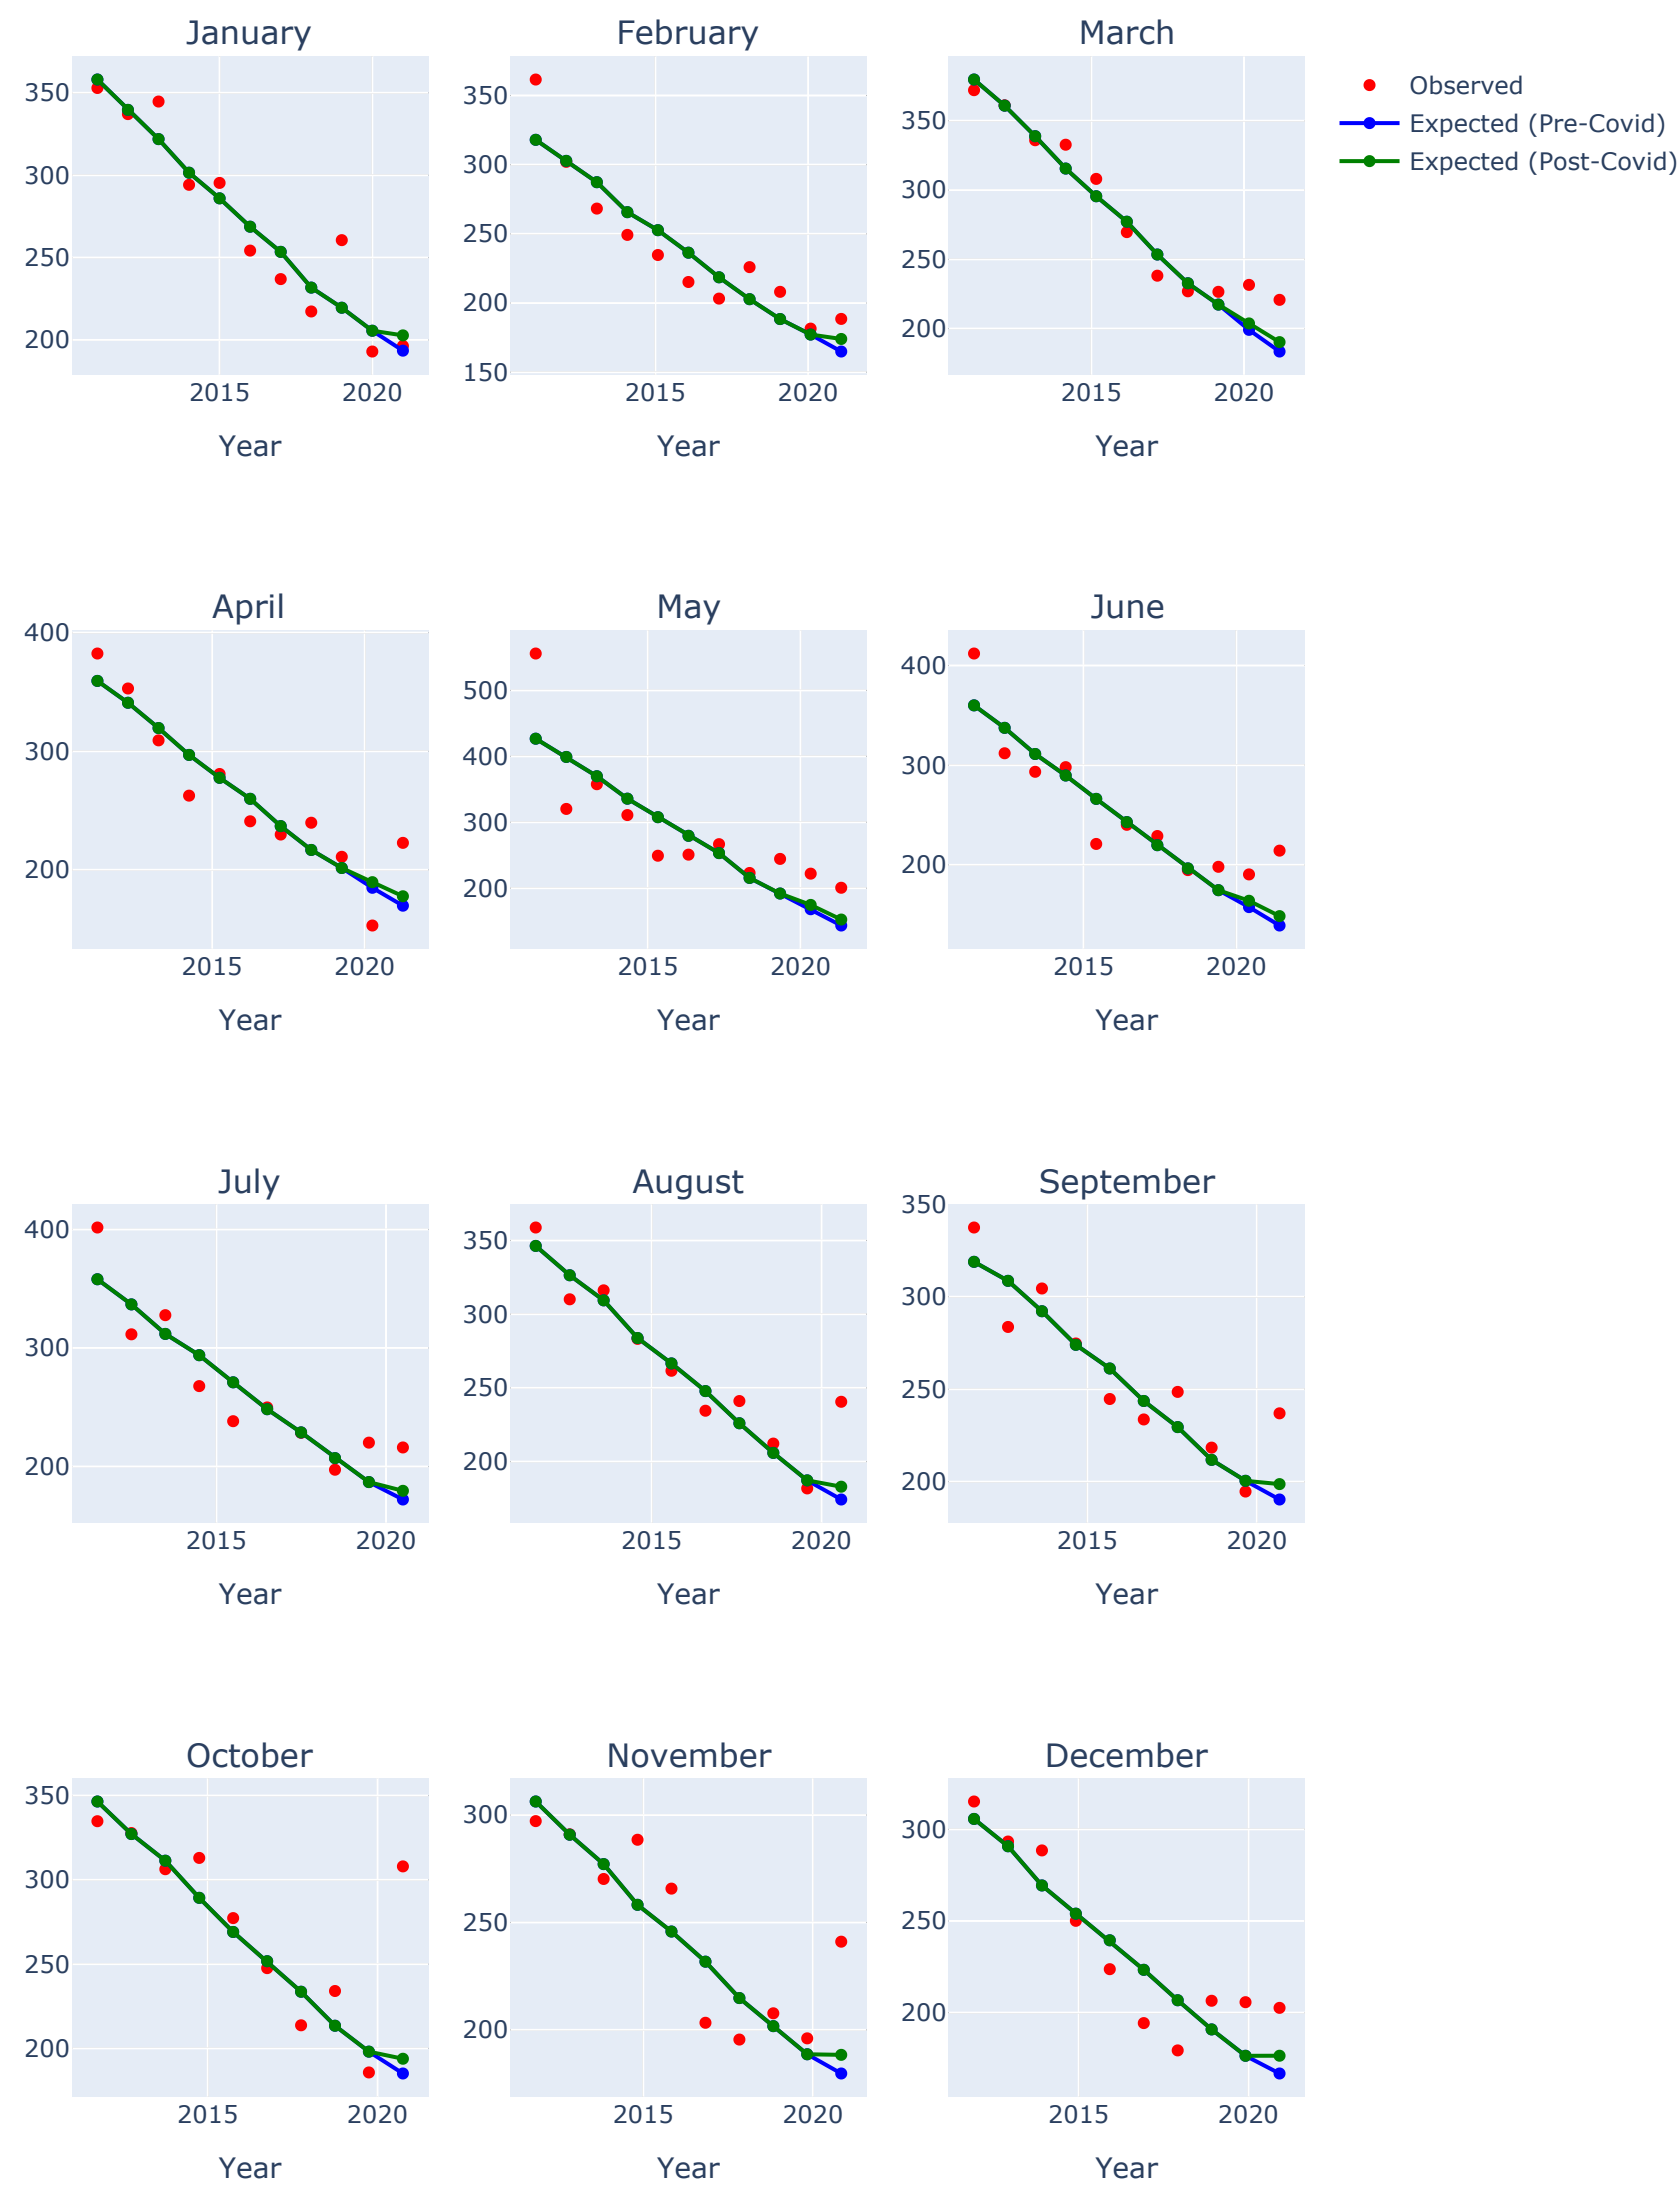 January
February
March
Observed
Expected (Pre-Covid)
Expected (Post-Covid)
350
300
250
200
2015
2020
Year
350
300
250
200
150
2015
2020
Year
350
300
250
200
2015
2020
Year
April
May
June
400
300
200
2015
2020
Year
500
400
300
200
2015
2020
Year
400
300
200
2015
2020
Year
July
August
September
400
300
200
2015
2020
Year
350
300
250
200
2015
2020
Year
350
300
250
200
2015
2020
Year
October
November
December
350
300
250
200
2015
2020
Year
300
250
200
2015
2020
Year
300
250
200
2015
2020
Year